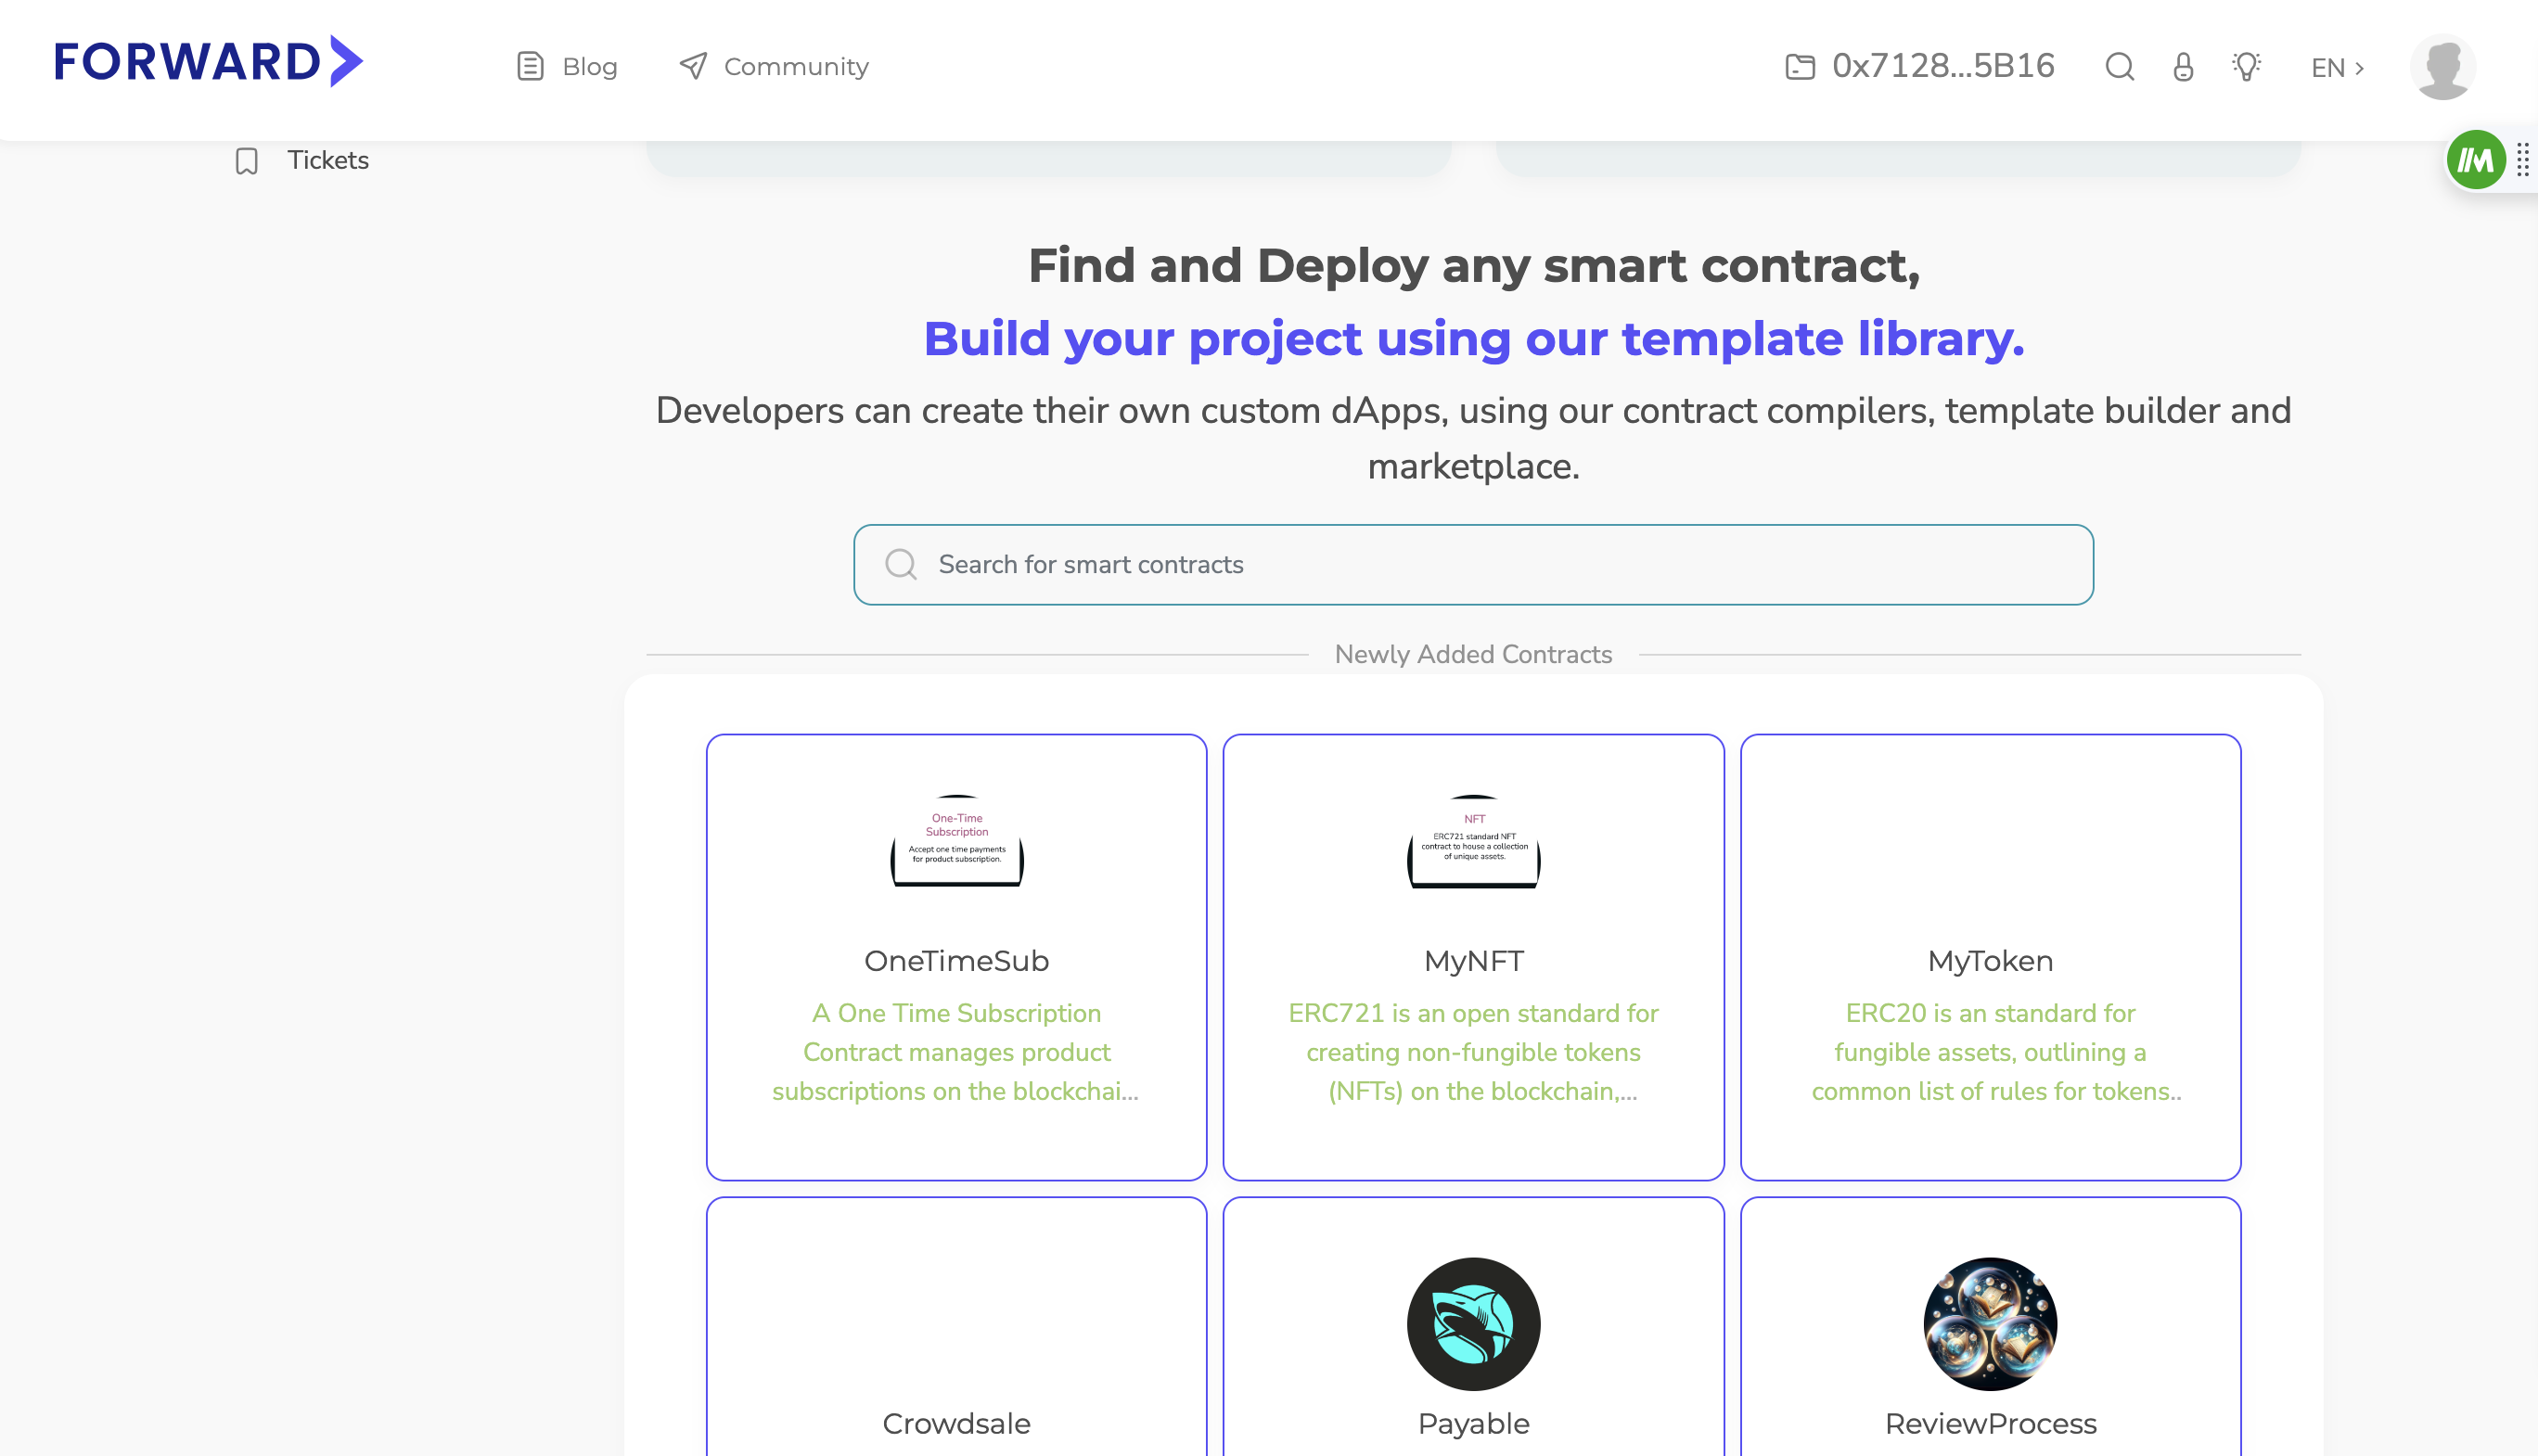 FORWARD
Blog
Community
0x7128...5B16
EN
Tickets
Find and Deploy any smart contract,
Build your project using our template library.
Developers can create their own custom dApps, using our contract compilers, template builder and
marketplace.
Search for smart contracts
Newly Added Contracts
One-Time
Subscription
Accept one time payments
for product subscription.
OneTimeSub
A One Time Subscription
Contract manages product
subscriptions on the blockchai...
NFT
ERC721 standard NFT
contract to house a collection
of unique assets.
MyNFT
ERC721 is an open standard for
creating non-fungible tokens
(NFTs) on the blockchain,...
MyToken
ERC20 is an standard for
fungible assets, outlining a
common list of rules for tokens..
Crowdsale
Payable
ReviewProcess